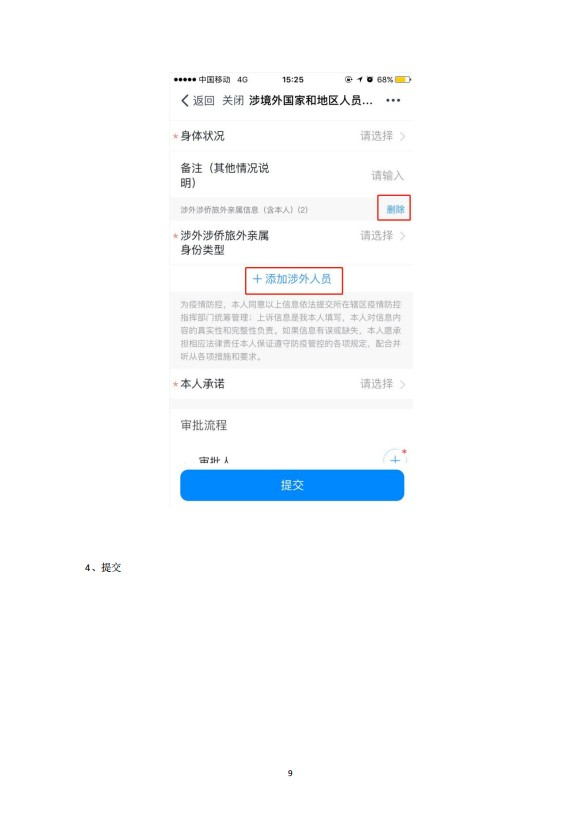 中国移动 4G 15:25 68%
返回 关闭 涉境外国家和地区人员... •••
*身体状况 请选择
备注（其他情况说
明） 请输入
涉外涉侨旅外亲属信息（含本人）(2) 删除
*涉外涉侨旅外亲属
身份类型 请选择
+ 添加涉外人员
为疫情防控，本人同意以上信息依法提交所在辖区疫情防控
指挥部门统筹管理；上诉信息是我本人填写，本人对信息内
容的真实性和完整性负责。如果信息有误或缺失，本人愿承
担相应法律责任本人保证遵守防疫管控的各项规定，配合并
听从各项措施和要求。
*本人承诺 请选择
审批流程
审批人
提交
4、提交
9